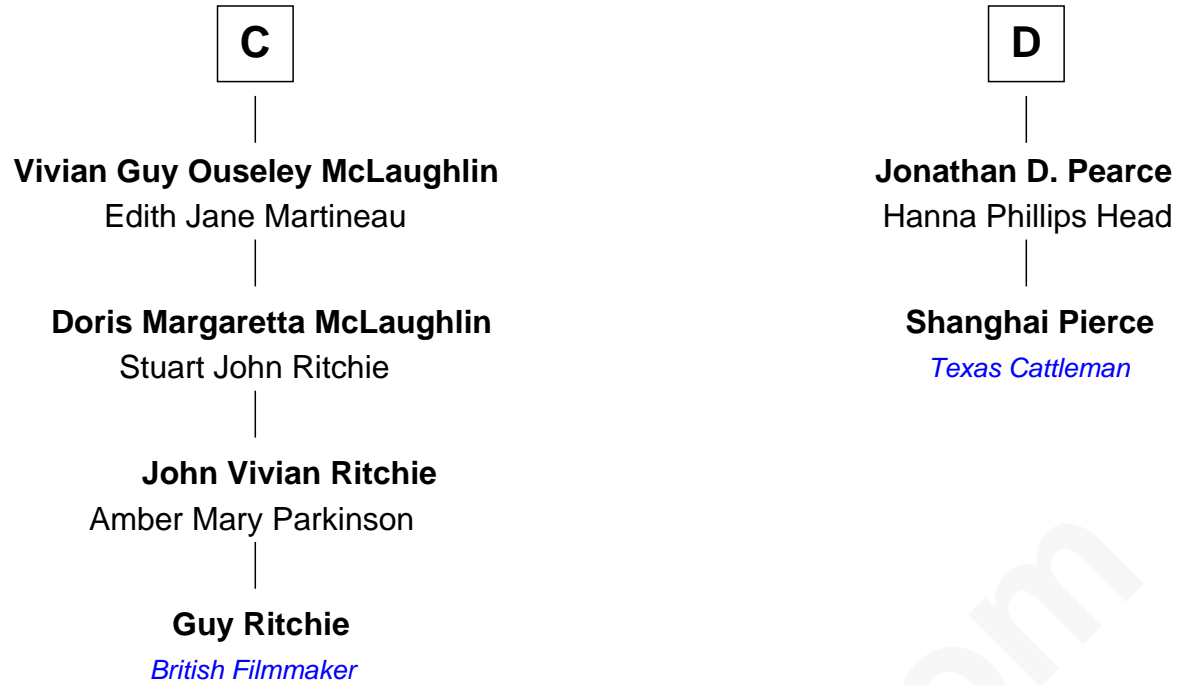 C
Vivian Guy Ouseley McLaughlin
Edith Jane Martineau
Doris Margaretta McLaughlin
Stuart John Ritchie
John Vivian Ritchie
Amber Mary Parkinson
Guy Ritchie
British Filmmaker
D
Jonathan D. Pearce
Hanna Phillips Head
Shanghai Pierce
Texas Cattleman
om